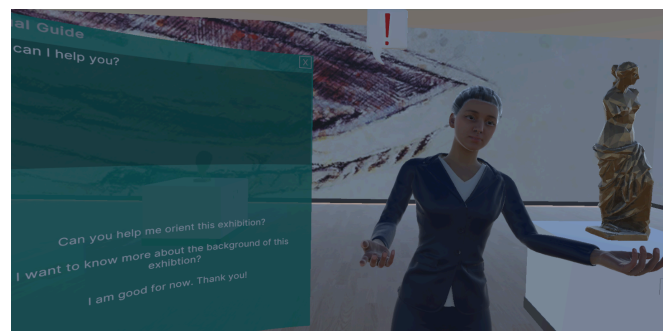 al Guide
can I help you?
X
!
Can you help me orient this exhibition?
I want to know more about the background of this
exhibtion?
I am good for now. Thank you!